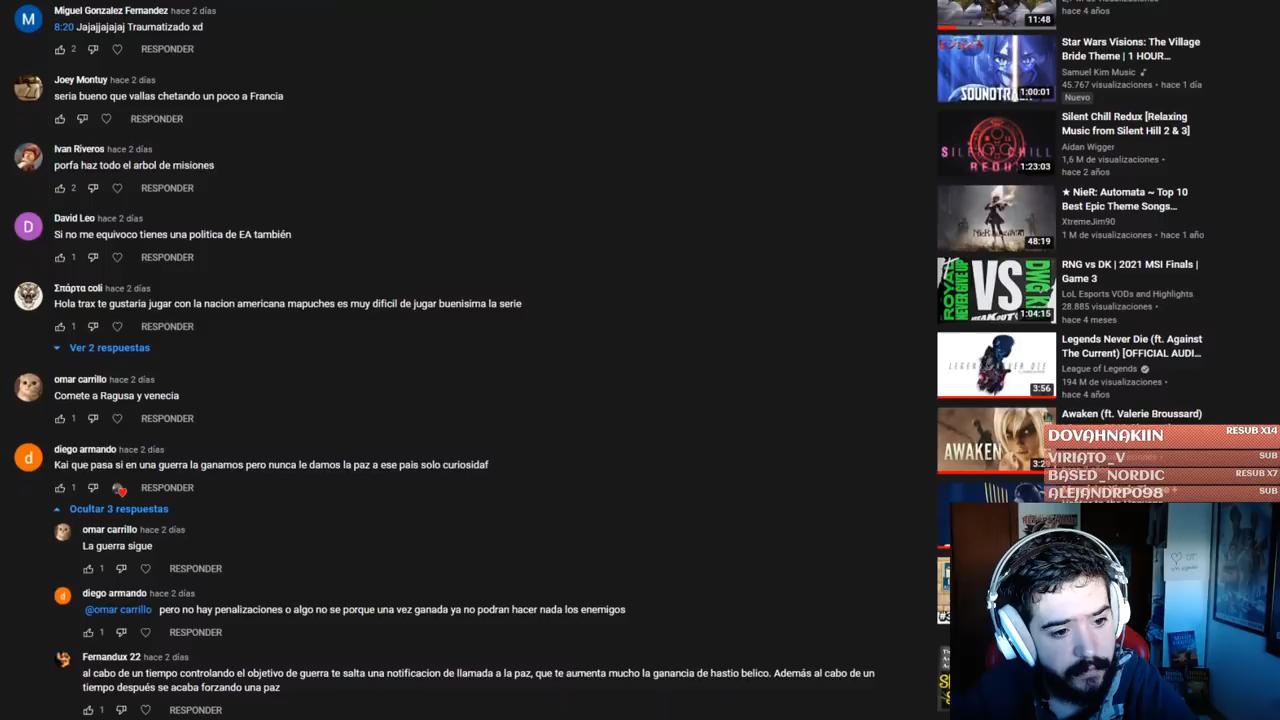 M
Miguel Gonzalez Fernandez hace 2 días
8:20 Jajajjajajaj Traumatizado xd
2 RESPONDER
Joey Montuy hace 2 días
seria bueno que vallas chetando un poco a Francia
RESPONDER
Ivan Riveros hace 2 días
porfa haz todo el arbol de misiones
2 RESPONDER
D
David Leo hace 2 días
Si no me equivoco tienes una politica de EA también
1 RESPONDER
Σπάρτα coli hace 2 días
Hola trax te gustaria jugar con la nacion americana mapuches es muy dificil de jugar buenisima la serie
1 RESPONDER
Ver 2 respuestas
omar carrillo hace 2 días
Comete a Ragusa y venecia
1 RESPONDER
d
diego armando hace 2 días
Kai que pasa si en una guerra la ganamos pero nunca le damos la paz a ese pais solo curiosidaf
1 RESPONDER
Ocultar 3 respuestas
omar carrillo hace 2 días
La guerra sigue
1 RESPONDER
d
diego armando hace 2 días
@omar carrillo pero no hay penalizaciones o algo no se porque una vez ganada ya no podran hacer nada los enemigos
1 RESPONDER
Fernandux 22 hace 2 días
al cabo de un tiempo controlando el objetivo de guerra te salta una notificacion de llamada a la paz, que te aumenta mucho la ganancia de hastio belico. Además al cabo de un
tiempo después se acaba forzando una paz
1 RESPONDER
11:48
hace 4 años
SOUNDTRACK
1:00:01
Star Wars Visions: The Village
Bride Theme | 1 HOUR...
Samuel Kim Music
45.767 visualizaciones • hace 1 día
Nuevo
SILENT CHILL
REDUX
1:23:03
Silent Chill Redux [Relaxing
Music from Silent Hill 2 & 3]
Aidan Wigger
1,6 M de visualizaciones •
hace 2 años
NieR:Automata
48:19
★ NieR: Automata ~ Top 10
Best Epic Theme Songs...
XtremeJim90
1 M de visualizaciones • hace 1 año
ROYAL
NEVER GIVE UP
VS
1:04:15
RNG vs DK | 2021 MSI Finals |
Game 3
LoL Esports VODs and Highlights
28.885 visualizaciones •
hace 4 meses
LEGENDS NEVER DIE
3:56
Legends Never Die (ft. Against
The Current) [OFFICIAL AUDI...
League of Legends
194 M de visualizaciones •
hace 4 años
AWAKEN
Awaken (ft. Valerie Broussard)
DOVAHNAKIIN RESUB X14
VIRIATO_V SUB
BASED_NORDIC RESUB X7
ALEJANDRP098 SUB